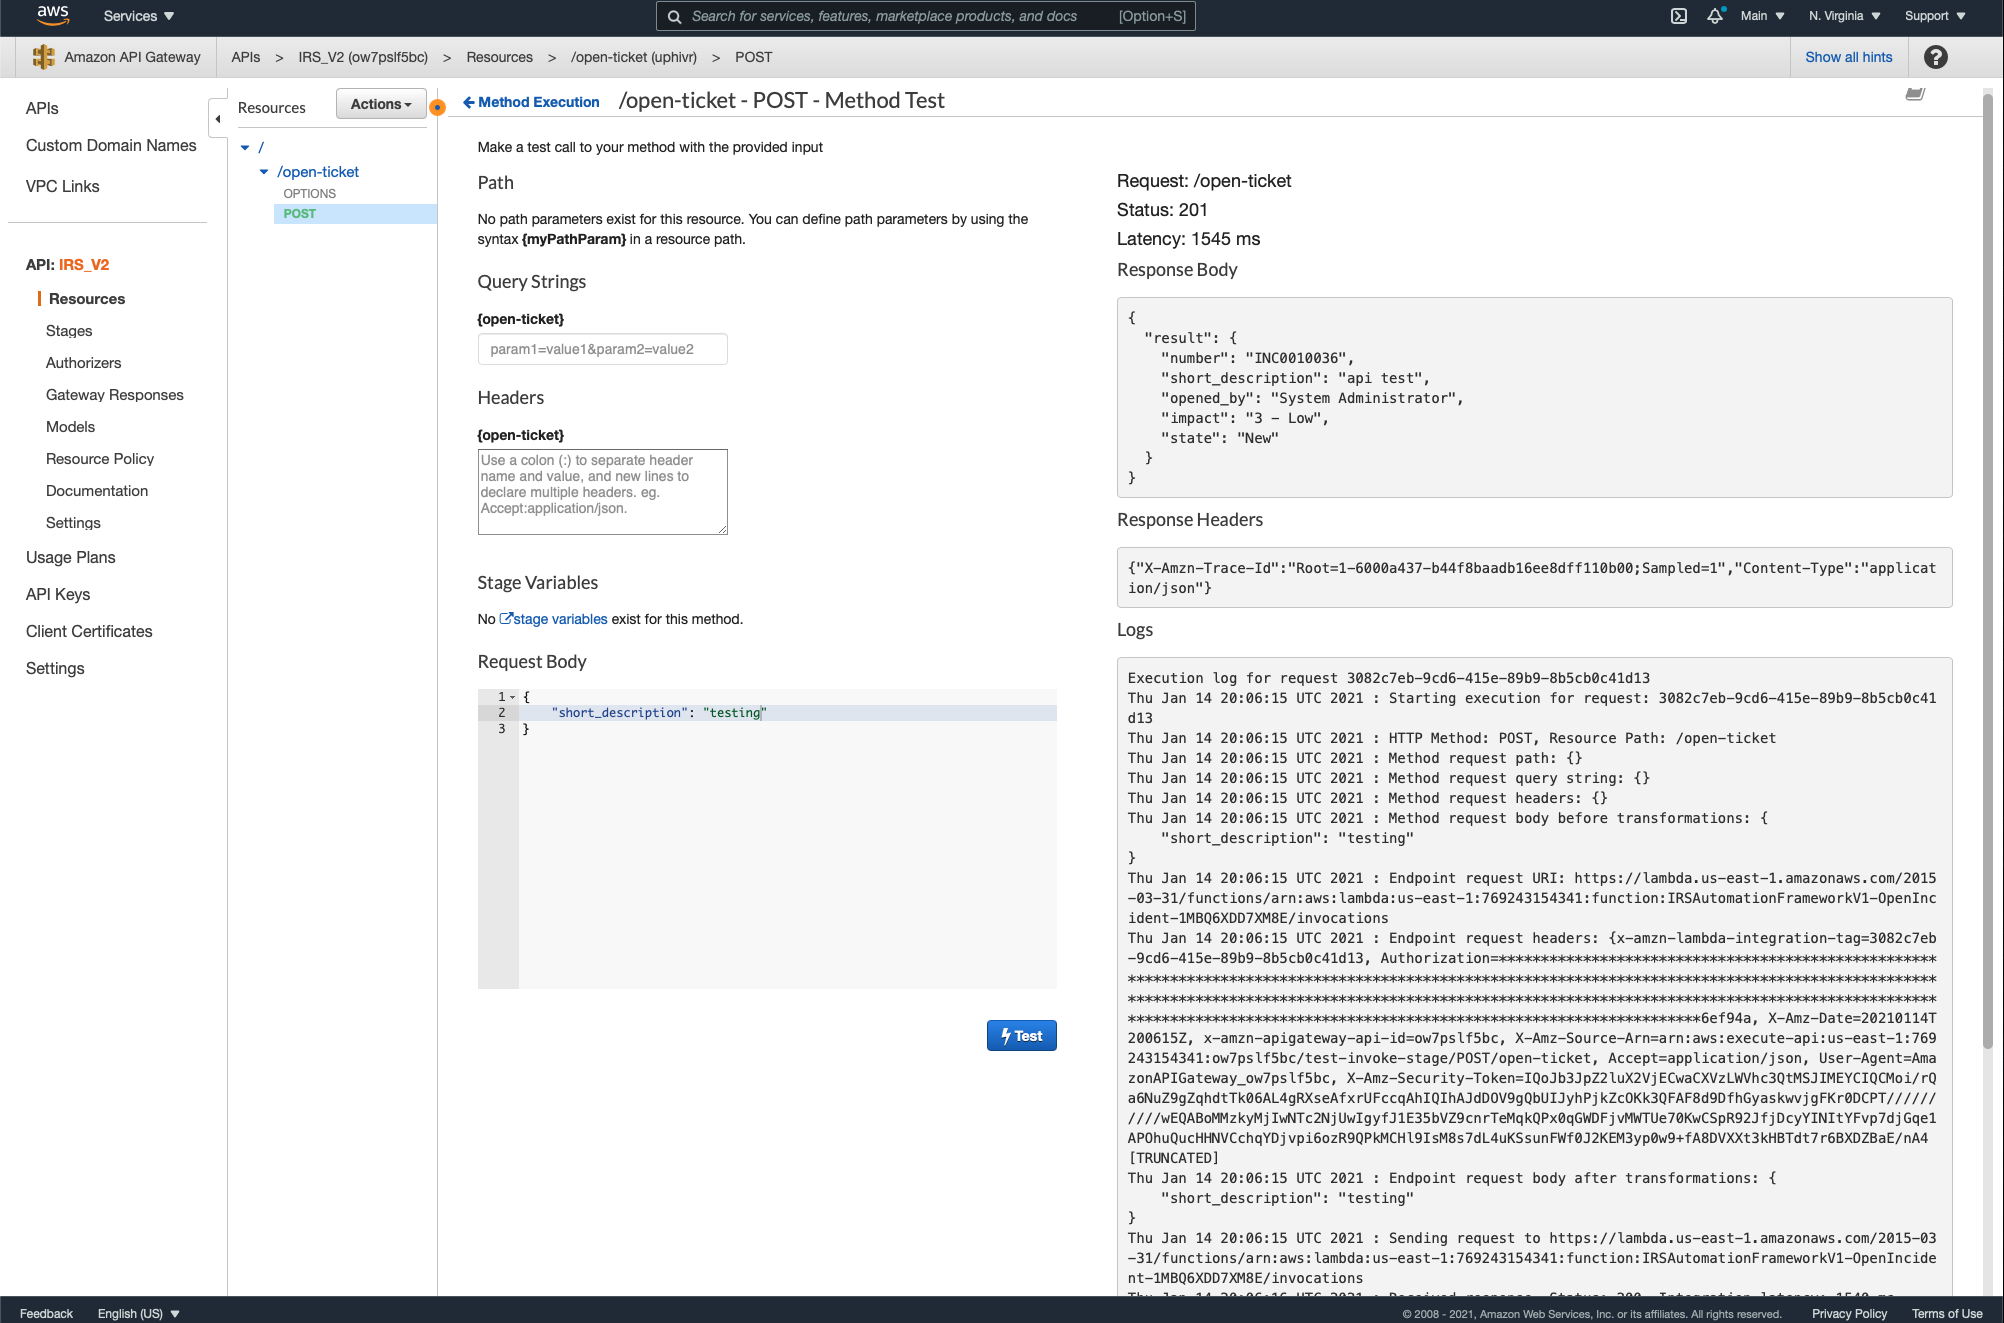 aws Services Search for services, features, marketplace products, and docs [Option+S] Main N. Virginia Support
Amazon API Gateway APIs > IRS_V2 (ow7pslf5bc) > Resources > /open-ticket (uphivr) > POST Show all hints ?
APIs
Custom Domain Names
VPC Links
API: IRS_V2
Resources
Stages
Authorizers
Gateway Responses
Models
Resource Policy
Documentation
Settings
Usage Plans
API Keys
Client Certificates
Settings
Resources Actions
/
/open-ticket
OPTIONS
POST
Method Execution /open-ticket - POST - Method Test
Make a test call to your method with the provided input
Path
No path parameters exist for this resource. You can define path parameters by using the
syntax {myPathParam} in a resource path.
Query Strings
{open-ticket}
param1=value1&param2=value2
Headers
{open-ticket}
Use a colon (:) to separate header
name and value, and new lines to
declare multiple headers. eg.
Accept:application/json.
Stage Variables
No stage variables exist for this method.
Request Body
1 {
2 "short_description": "testing"
3 }
Test
Request: /open-ticket
Status: 201
Latency: 1545 ms
Response Body
{
"result": {
"number": "INC0010036",
"short_description": "api test",
"opened_by": "System Administrator",
"impact": "3 - Low",
"state": "New"
}
}
Response Headers
{"X-Amzn-Trace-Id":"Root=1-6000a437-b44f8baadb16ee8dff110b00;Sampled=1","Content-Type":"applicat
ion/json"}
Logs
Execution log for request 3082c7eb-9cd6-415e-89b9-8b5cb0c41d13
Thu Jan 14 20:06:15 UTC 2021 : Starting execution for request: 3082c7eb-9cd6-415e-89b9-8b5cb0c41
d13
Thu Jan 14 20:06:15 UTC 2021 : HTTP Method: POST, Resource Path: /open-ticket
Thu Jan 14 20:06:15 UTC 2021 : Method request path: {}
Thu Jan 14 20:06:15 UTC 2021 : Method request query string: {}
Thu Jan 14 20:06:15 UTC 2021 : Method request headers: {}
Thu Jan 14 20:06:15 UTC 2021 : Method request body before transformations: {
"short_description": "testing"
}
Thu Jan 14 20:06:15 UTC 2021 : Endpoint request URI: https://lambda.us-east-1.amazonaws.com/2015
-03-31/functions/arn:aws:lambda:us-east-1:769243154341:function:IRSAutomationFrameworkV1-OpenInc
ident-1MBQ6XDD7XM8E/invocations
Thu Jan 14 20:06:15 UTC 2021 : Endpoint request headers: {x-amzn-lambda-integration-tag=3082c7eb
-9cd6-415e-89b9-8b5cb0c41d13, Authorization=****************************************************
************************************************************************************************
************************************************************************************************
********************************************************************6ef94a, X-Amz-Date=20210114T
200615Z, x-amzn-apigateway-api-id=ow7pslf5bc, X-Amz-Source-Arn=arn:aws:execute-api:us-east-1:769
243154341:ow7pslf5bc/test-invoke-stage/POST/open-ticket, Accept=application/json, User-Agent=Ama
zonAPIGateway_ow7pslf5bc, X-Amz-Security-Token=IQoJb3JpZ2luX2VjECwaCXVzLWVhc3QtMSJIMEYCIQCMoi/rQ
a6NuZ9gZqhdtTk06AL4gRXseAfxrUFccqAhIQIhAJdDOV9gQbUIJyhPjkZcOKk3QFAF8d9DfhGyaskwvjgFKr0DCPT//////
////wEQABoMMzkyMjIwNTc2NjUwIgyfJ1E35bVZ9cnrTeMqkQPx0qGWDFjvMWTUe70KwCSpR92JfjDcyYINItYFvp7djGqe1
APOhuQucHHNVCchqYDjvpi6ozR9QPkMCHl9IsM8s7dL4uKSsunFWf0J2KEM3yp0w9+fA8DVXXt3kHBTdt7r6BXDZBaE/nA4
[TRUNCATED]
Thu Jan 14 20:06:15 UTC 2021 : Endpoint request body after transformations: {
"short_description": "testing"
}
Thu Jan 14 20:06:15 UTC 2021 : Sending request to https://lambda.us-east-1.amazonaws.com/2015-03
-31/functions/arn:aws:lambda:us-east-1:769243154341:function:IRSAutomationFrameworkV1-OpenIncide
nt-1MBQ6XDD7XM8E/invocations
Feedback English (US) © 2008 - 2021, Amazon Web Services, Inc. or its affiliates. All rights reserved. Privacy Policy Terms of Use